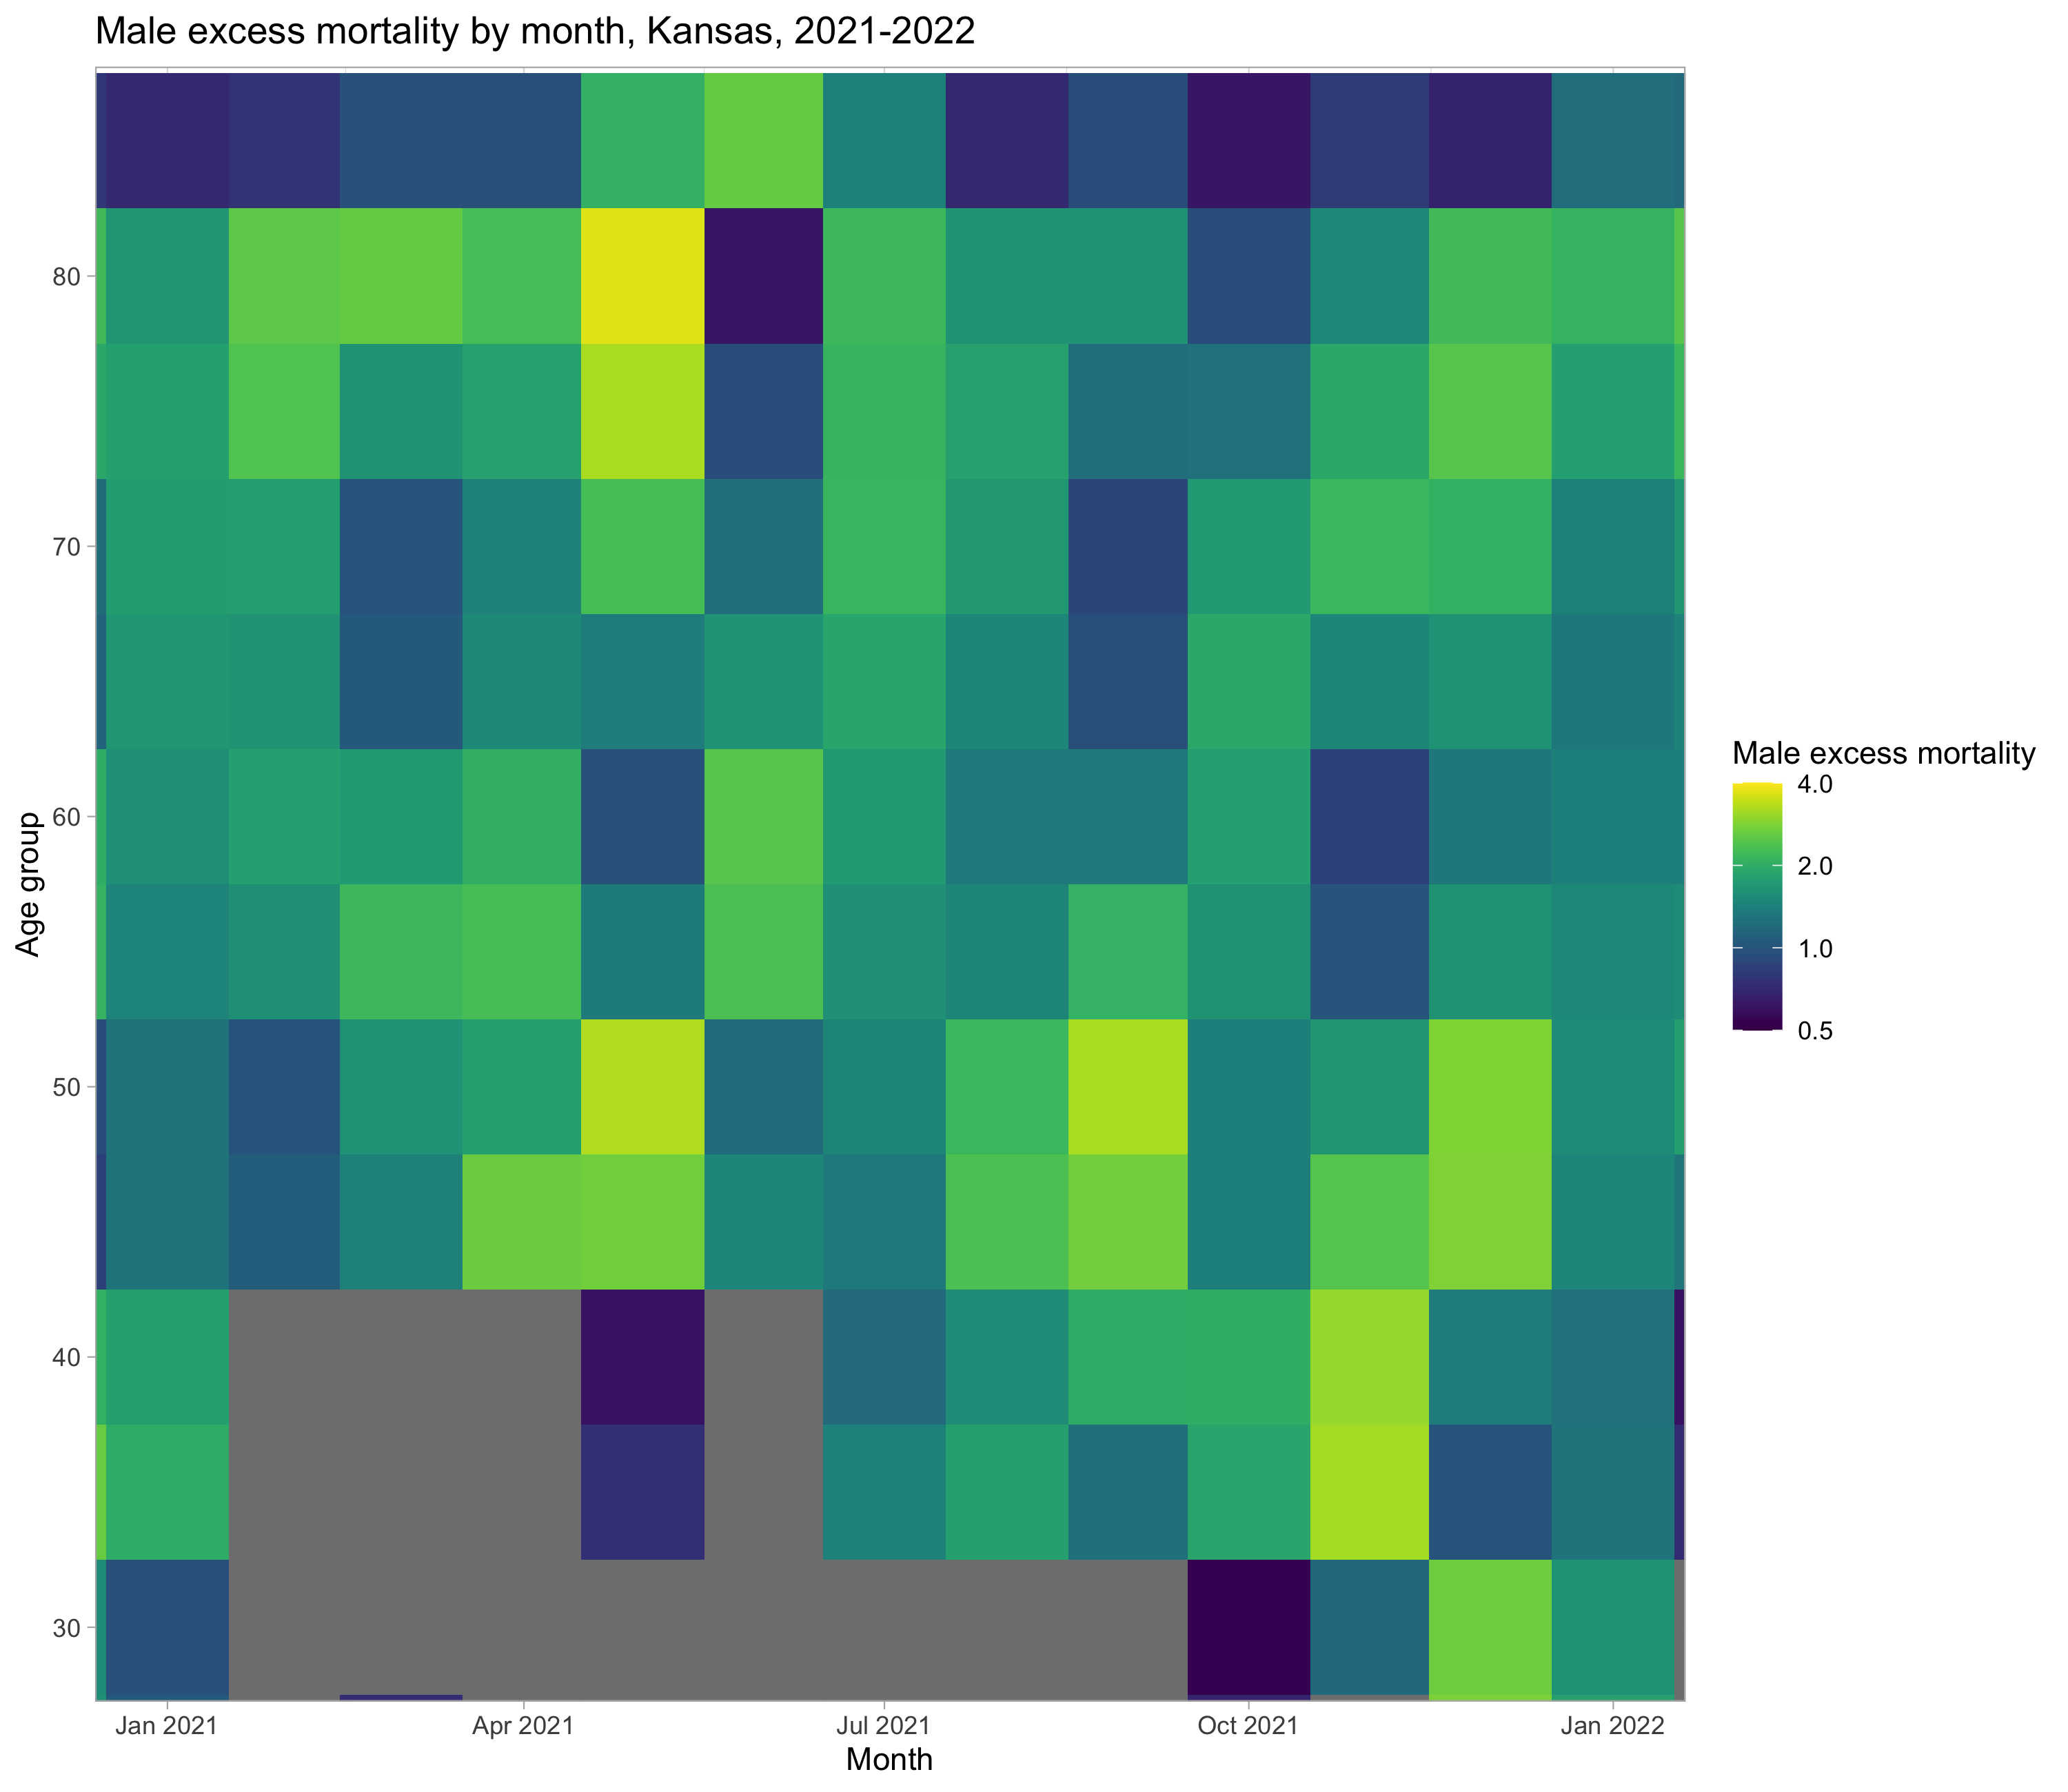 Male excess mortality by month, Kansas, 2021-2022
80
70
60
50
40
30
Age group
Jan 2021 Apr 2021 Jul 2021 Oct 2021 Jan 2022
Month
Male excess mortality
4.0
2.0
1.0
0.5